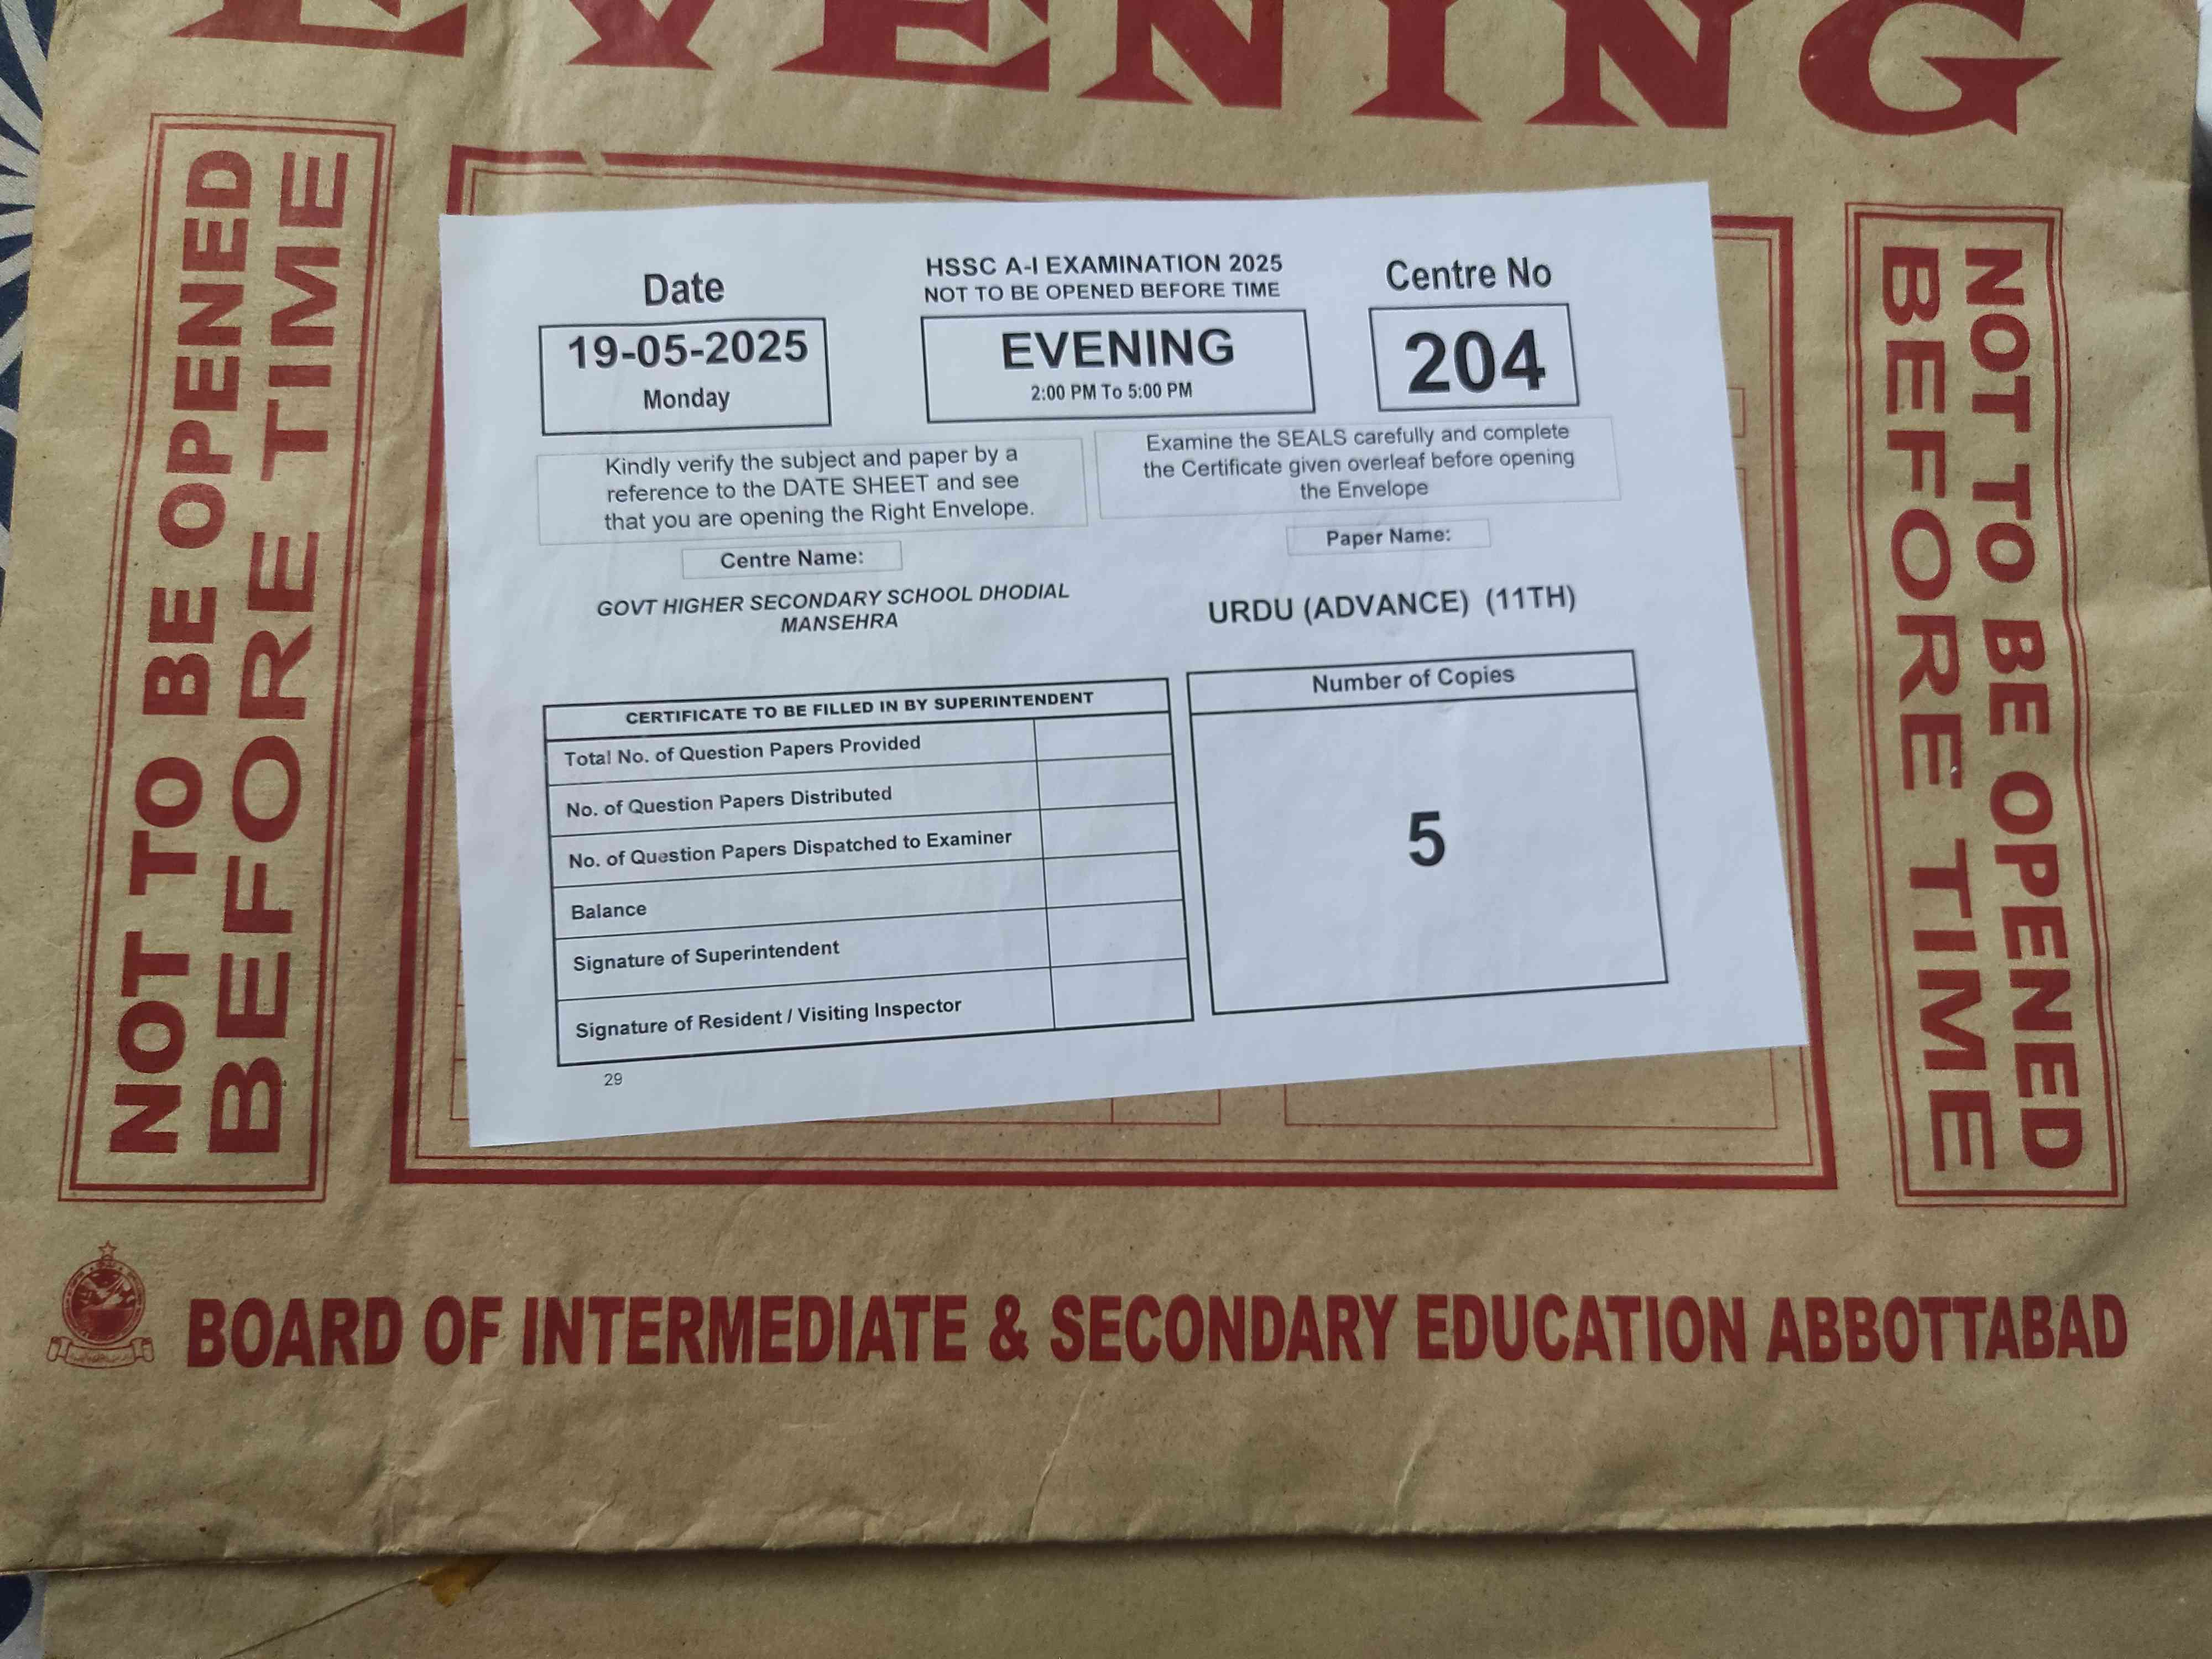 EVENING
NOT TO BE OPENED
BEFORE TIME
Date
19-05-2025
Monday
HSSC A-I EXAMINATION 2025
NOT TO BE OPENED BEFORE TIME
EVENING
2:00 PM To 5:00 PM
Centre No
204
Kindly verify the subject and paper by a
reference to the DATE SHEET and see
that you are opening the Right Envelope.
Examine the SEALS carefully and complete
the Certificate given overleaf before opening
the Envelope
Centre Name:
GOVT HIGHER SECONDARY SCHOOL DHODIAL
MANSEHRA
Paper Name:
URDU (ADVANCE) (11TH)
CERTIFICATE TO BE FILLED IN BY SUPERINTENDENT
Total No. of Question Papers Provided
No. of Question Papers Distributed
No. of Question Papers Dispatched to Examiner
Balance
Signature of Superintendent
Signature of Resident / Visiting Inspector
Number of Copies
5
29
NOT TO BE OPENED
BEFORE TIME
BOARD OF INTERMEDIATE & SECONDARY EDUCATION ABBOTTABAD